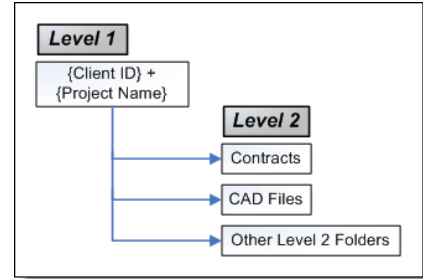 Level 1
{Client ID} +
{Project Name}
Level 2
Contracts
CAD Files
Other Level 2 Folders